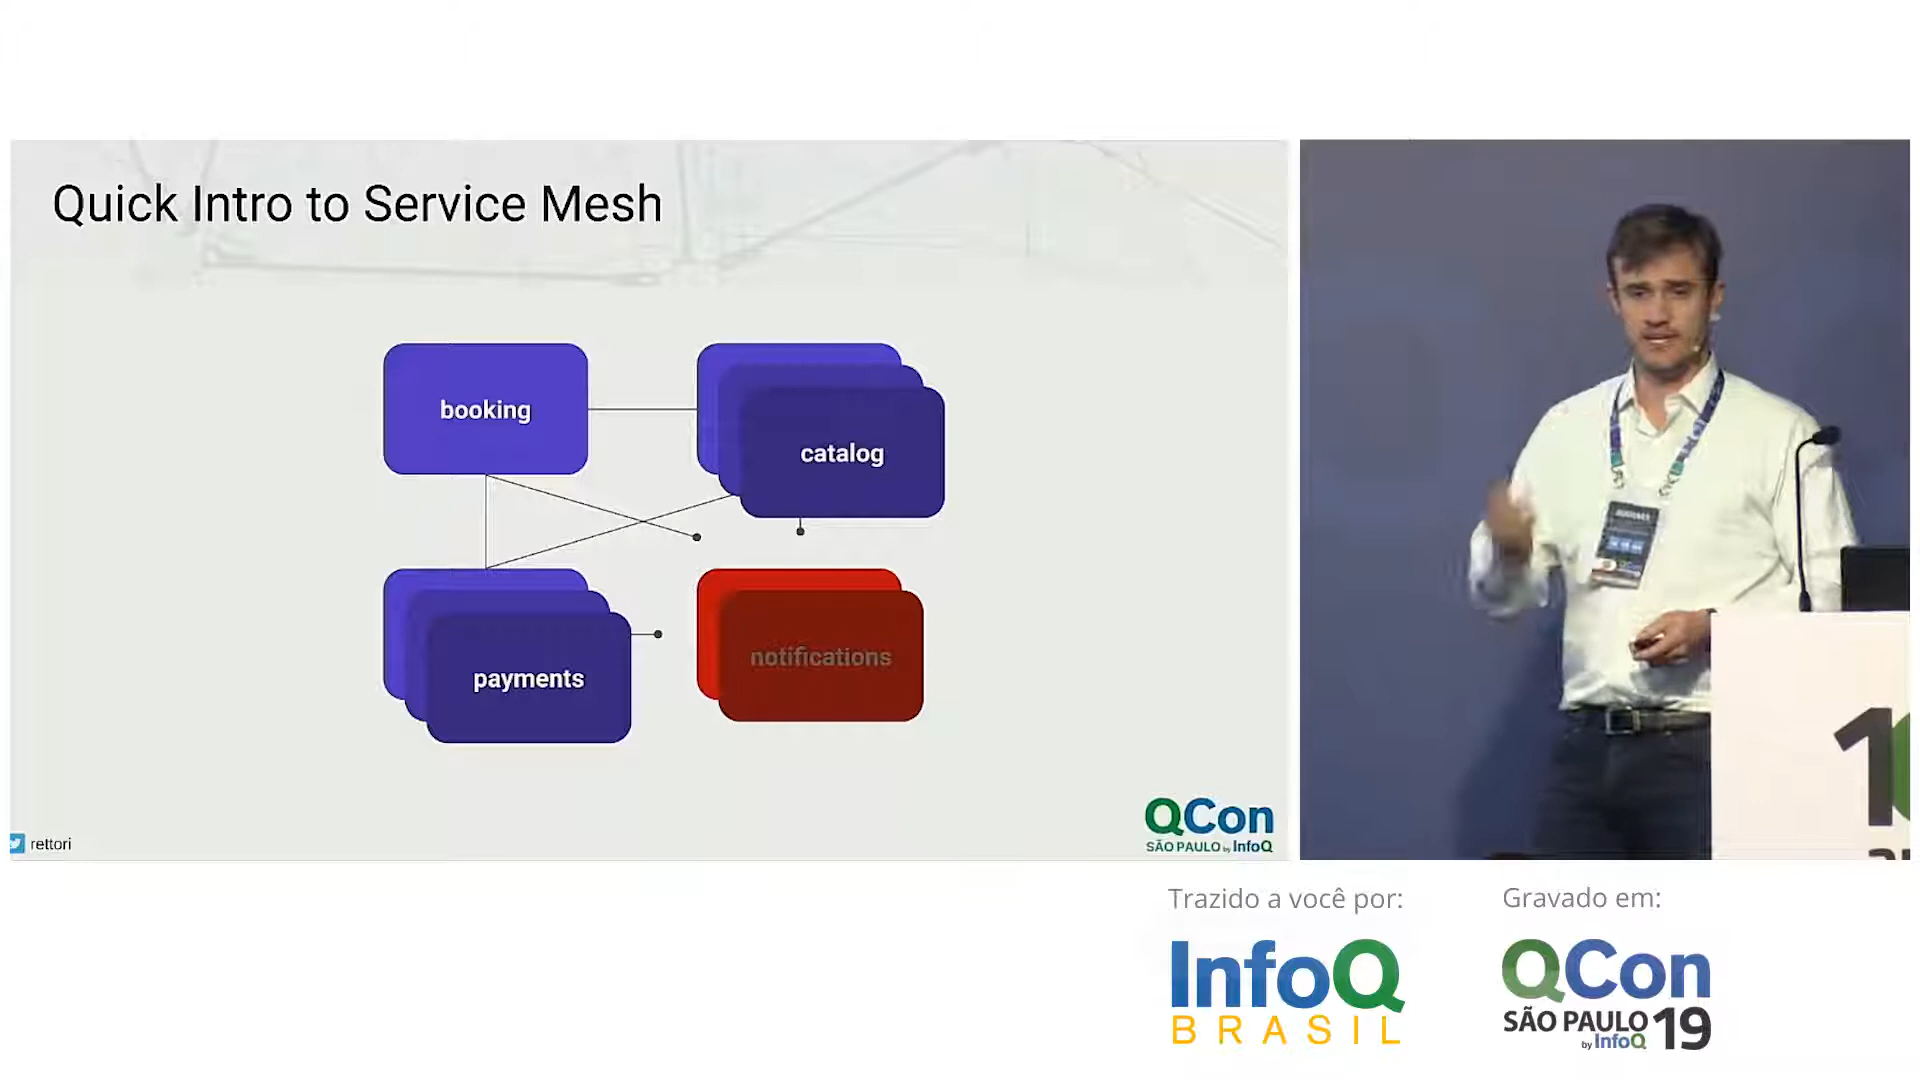 Quick Intro to Service Mesh
booking
catalog
payments
notifications
rettori
QCon
SÃO PAULO by InfoQ
Trazido a você por:
InfoQ
BRASIL
Gravado em:
QCon
SÃO PAULO 19
by InfoQ